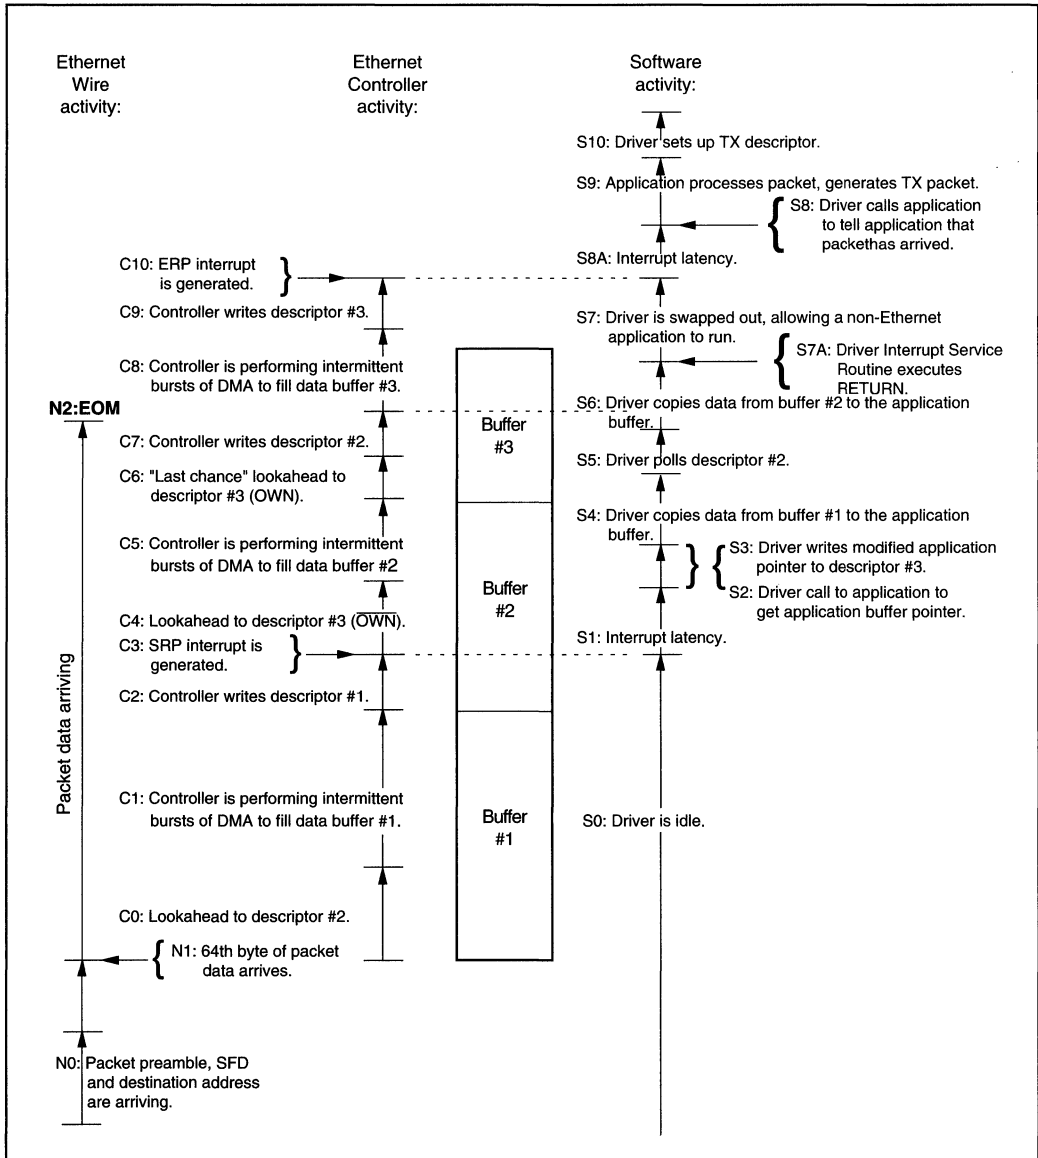 Ethernet
Wire
activity:
Ethernet
Controller
activity:
Software
activity:
S10: Driver sets up TX descriptor.
S9: Application processes packet, generates TX packet.
S8: Driver calls application
to tell application that
packethas arrived.
S8A: Interrupt latency.
C10: ERP interrupt
is generated.
C9: Controller writes descriptor #3.
S7: Driver is swapped out, allowing a non-Ethernet
application to run.
S7A: Driver Interrupt Service
Routine executes
RETURN.
C8: Controller is performing intermittent
bursts of DMA to fill data buffer #3.
N2:EOM
S6: Driver copies data from buffer #2 to the application
buffer.
Buffer
#3
C7: Controller writes descriptor #2.
S5: Driver polls descriptor #2.
C6: "Last chance" lookahead to
descriptor #3 (OWN).
S4: Driver copies data from buffer #1 to the application
buffer.
C5: Controller is performing intermittent
bursts of DMA to fill data buffer #2
S3: Driver writes modified application
pointer to descriptor #3.
Buffer
#2
S2: Driver call to application to
get application buffer pointer.
C4: Lookahead to descriptor #3 (OWN).
S1: Interrupt latency.
C3: SRP interrupt is
generated.
C2: Controller writes descriptor #1.
Packet data arriving
C1: Controller is performing intermittent
bursts of DMA to fill data buffer #1.
Buffer
#1
S0: Driver is idle.
C0: Lookahead to descriptor #2.
N1: 64th byte of packet
data arrives.
N0: Packet preamble, SFD
and destination address
are arriving.